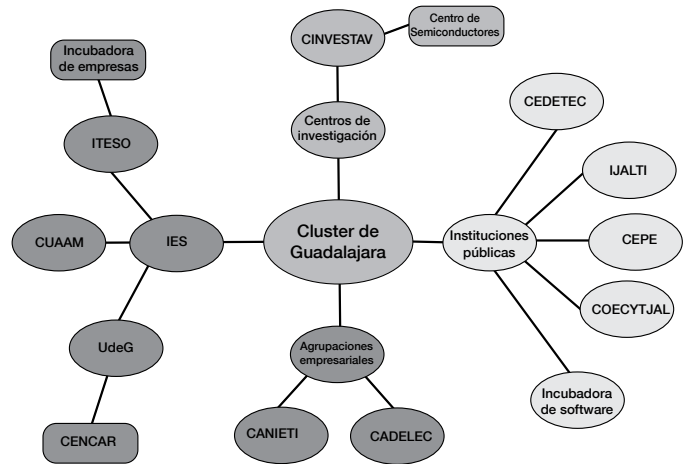 Centro de
Semiconductores
CINVESTAV
Incubadora
de empresas
CEDETEC
Centros de
investigación
ITESO
IJALTI
Cluster de
Guadalajara
CUAAM
IES
Instituciones
públicas
CEPE
COECYTJAL
UdeG
Agrupaciones
empresariales
Incubadora
de software
CENCAR
CANIETI
CADELEC